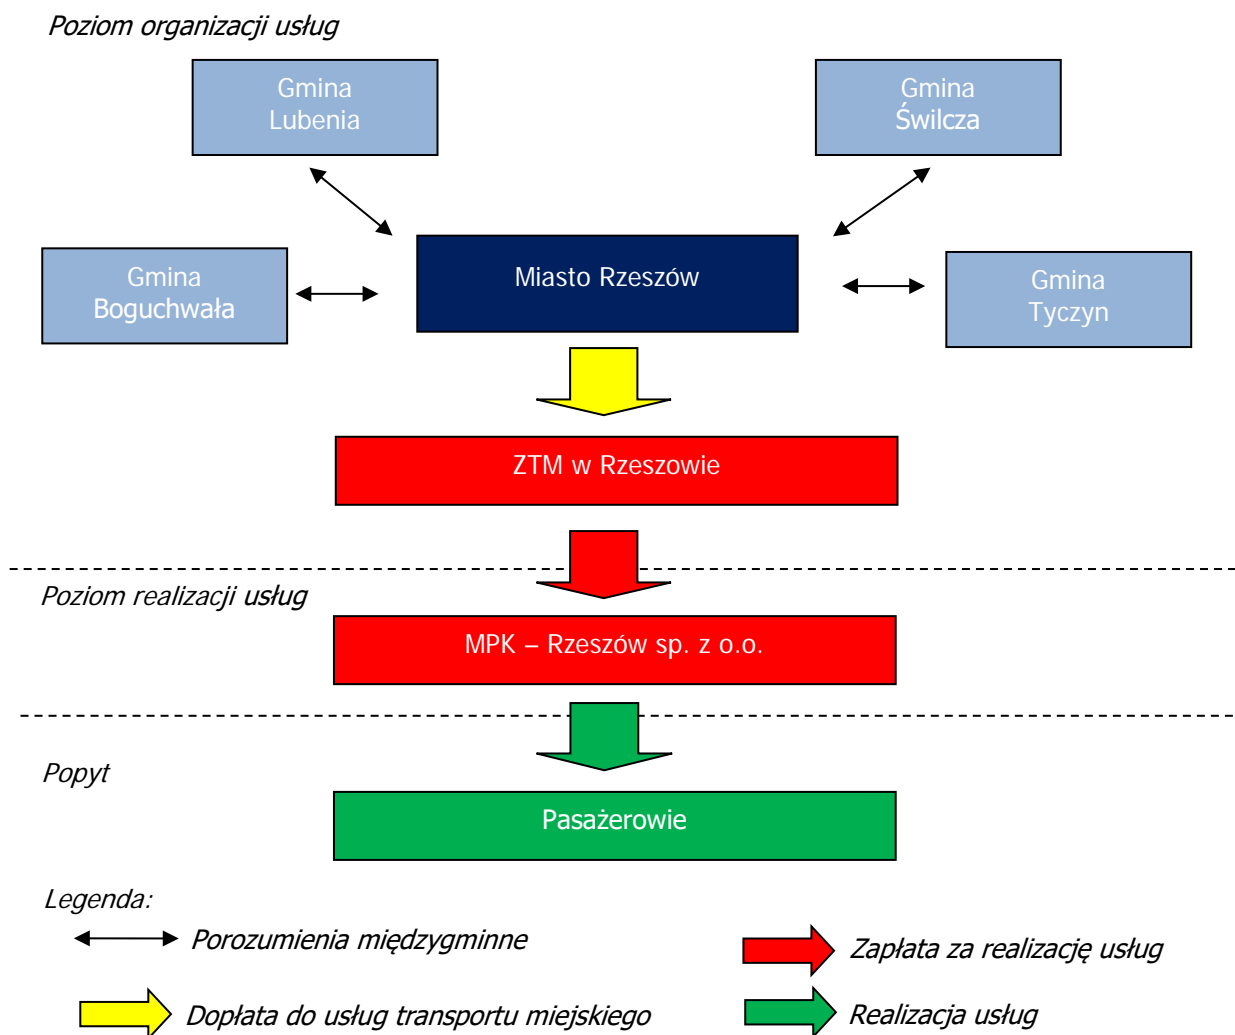 Poziom organizacji usług
Gmina
Lubenia
Gmina
Świlcza
Gmina
Boguchwała
Miasto Rzeszów
Gmina
Tyczyn
ZTM w Rzeszowie
Poziom realizacji usług
MPK – Rzeszów sp. z o.o.
Popyt
Pasażerowie
Legenda:
Porozumienia międzygminne
Zapłata za realizację usług
Dopłata do usług transportu miejskiego
Realizacja usług